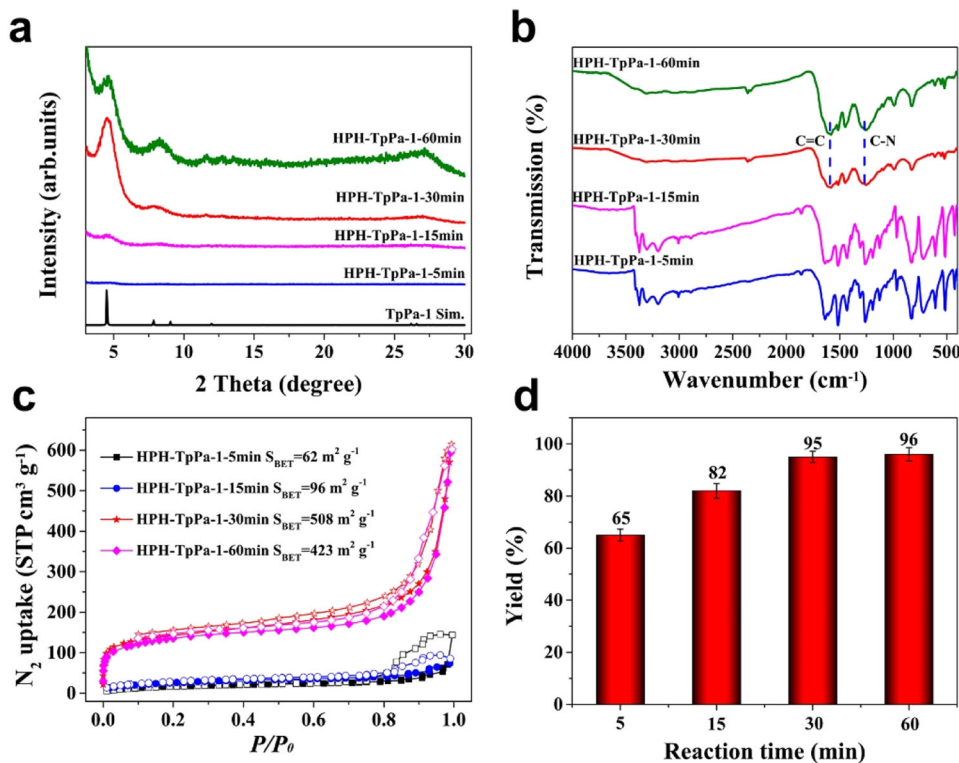 a
Intensity (arb.units)
HPH-TpPa-1-60min
HPH-TpPa-1-30min
HPH-TpPa-1-15min
HPH-TpPa-1-5min
TpPa-1 Sim.
5 10 15 20 25 30
2 Theta (degree)
b
Transmission (%)
HPH-TpPa-1-60min
HPH-TpPa-1-30min
C=C C-N
HPH-TpPa-1-15min
HPH-TpPa-1-5min
4000 3500 3000 2500 2000 1500 1000 500
Wavenumber (cm⁻¹)
c
N₂ uptake (STP cm³ g⁻¹)
600
500
400
300
200
100
0
HPH-TpPa-1-5min S_BET=62 m² g⁻¹
HPH-TpPa-1-15min S_BET=96 m² g⁻¹
HPH-TpPa-1-30min S_BET=508 m² g⁻¹
HPH-TpPa-1-60min S_BET=423 m² g⁻¹
0.0 0.2 0.4 0.6 0.8 1.0
P/P₀
d
Yield (%)
100
80
60
40
20
0
65 82 95 96
5 15 30 60
Reaction time (min)